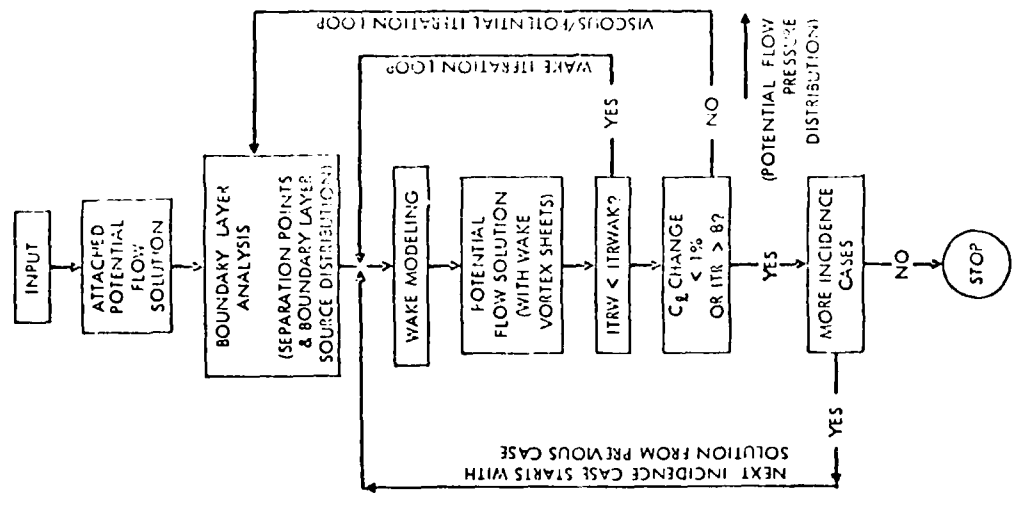 INPUT
ATTACHED
POTENTIAL
FLOW
SOLUTION
BOUNDARY LAYER
ANALYSIS
(SEPARATION POINTS
& BOUNDARY LAYER
SOURCE DISTRIBUTION)
VISCOUS/POTENTIAL ITERATION LOOP
WAKE ITERATION LOOP
WAKE MODELING
POTENTIAL
FLOW SOLUTION
(WITH WAKE
VORTEX SHEETS)
ITRW < ITRWAK?
YES
Cℓ CHANGE
< 1%
OR ITR > 8?
NO
(POTENTIAL FLOW
PRESSURE
DISTRIBUTION)
YES
MORE INCIDENCE
CASES
YES
NEXT INCIDENCE CASE STARTS WITH
SOLUTION FROM PREVIOUS CASE
NO
STOP